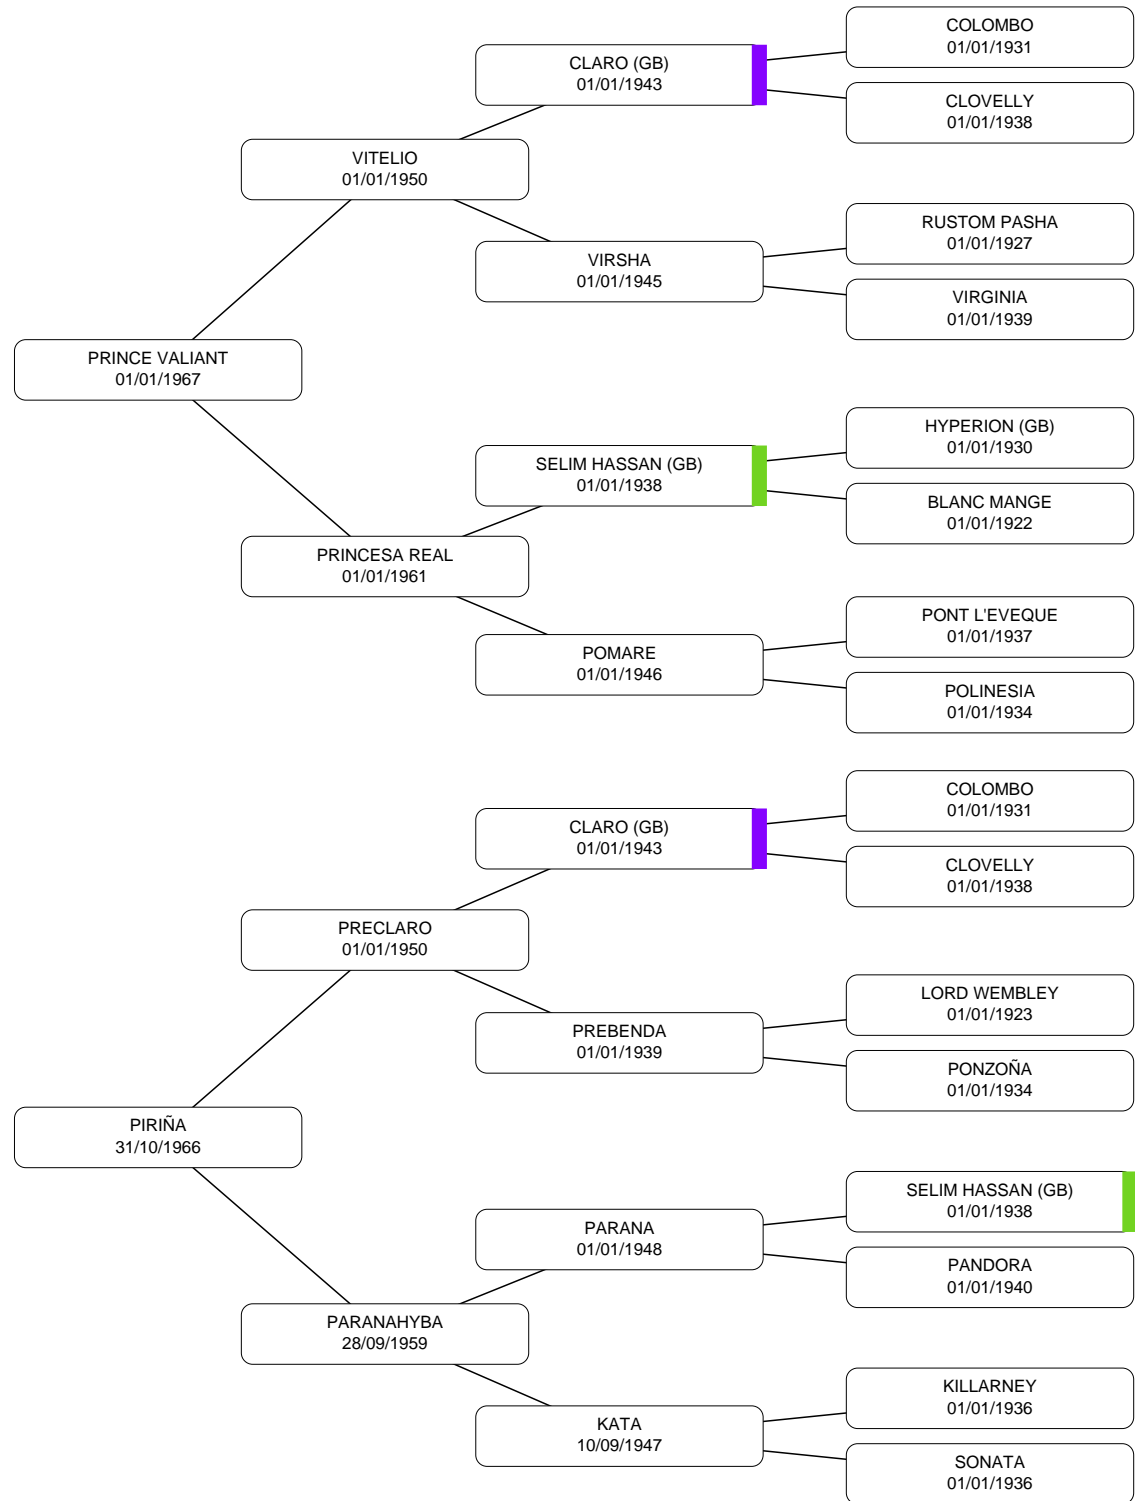 COLOMBO
01/01/1931
CLARO (GB)
01/01/1943
CLOVELLY
01/01/1938
VITELIO
01/01/1950
RUSTOM PASHA
01/01/1927
VIRSHA
01/01/1945
VIRGINIA
01/01/1939
PRINCE VALIANT
01/01/1967
HYPERION (GB)
01/01/1930
SELIM HASSAN (GB)
01/01/1938
BLANC MANGE
01/01/1922
PRINCESA REAL
01/01/1961
PONT L'EVEQUE
01/01/1937
POMARE
01/01/1946
POLINESIA
01/01/1934
COLOMBO
01/01/1931
CLARO (GB)
01/01/1943
CLOVELLY
01/01/1938
PRECLARO
01/01/1950
LORD WEMBLEY
01/01/1923
PREBENDA
01/01/1939
PONZOÑA
01/01/1934
PIRIÑA
31/10/1966
SELIM HASSAN (GB)
01/01/1938
PARANA
01/01/1948
PANDORA
01/01/1940
PARANAHYBA
28/09/1959
KILLARNEY
01/01/1936
KATA
10/09/1947
SONATA
01/01/1936